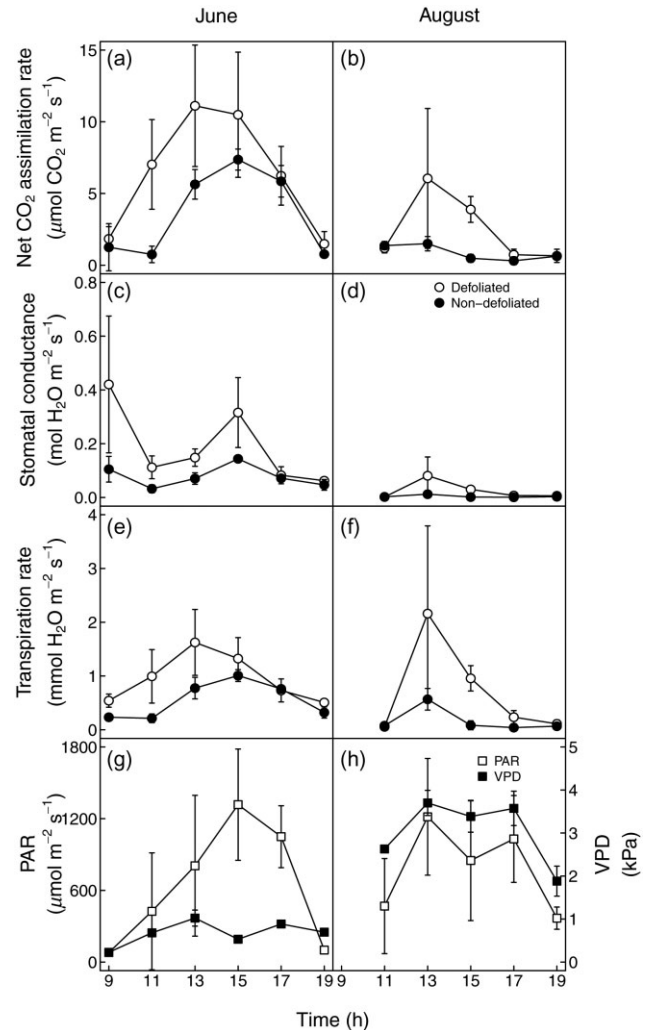 June August
(a) (b)
Net CO₂ assimilation rate
(μmol CO₂ m⁻² s⁻¹)
15
10
5
0
(c) (d)
Defoliated
Non−defoliated
Stomatal conductance
(mol H₂O m⁻² s⁻¹)
0.8
0.6
0.4
0.2
0.0
(e) (f)
Transpiration rate
(mmol H₂O m⁻² s⁻¹)
4
3
2
1
0
(g) (h)
PAR
VPD
PAR
(μmol m⁻² s⁻¹)
1800
1200
600
0
5
4
3
2
1
0
VPD
(kPa)
9 11 13 15 17 19 9 11 13 15 17 19
Time (h)